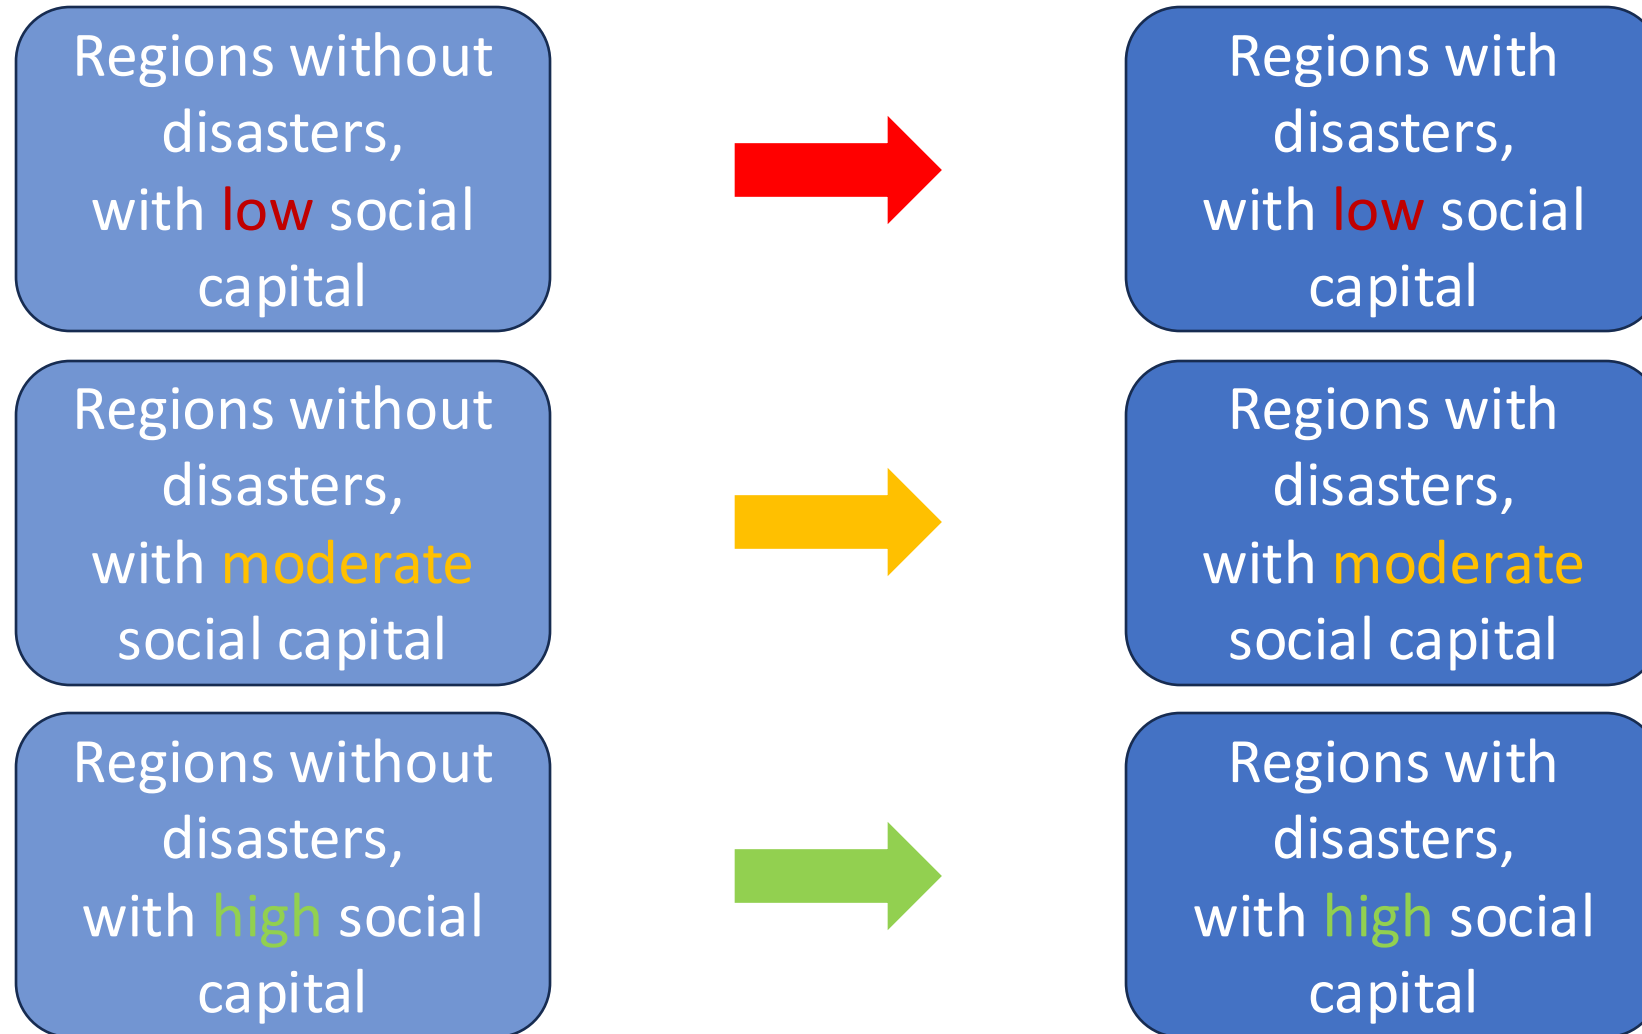 Regions without
disasters,
with low social
capital
Regions with
disasters,
with low social
capital
Regions without
disasters,
with moderate
social capital
Regions with
disasters,
with moderate
social capital
Regions without
disasters,
with high social
capital
Regions with
disasters,
with high social
capital